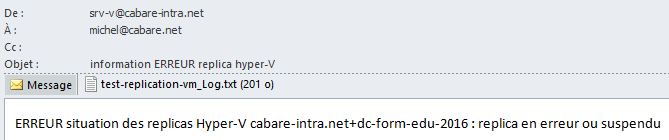 De : srv-v@cabare-intra.net
À : michel@cabare.net
Cc :
Objet : information ERREUR replica hyper-V
Message test-replication-vm_Log.txt (201 o)
ERREUR situation des replicas Hyper-V cabare-intra.net+dc-form-edu-2016 : replica en erreur ou suspendu